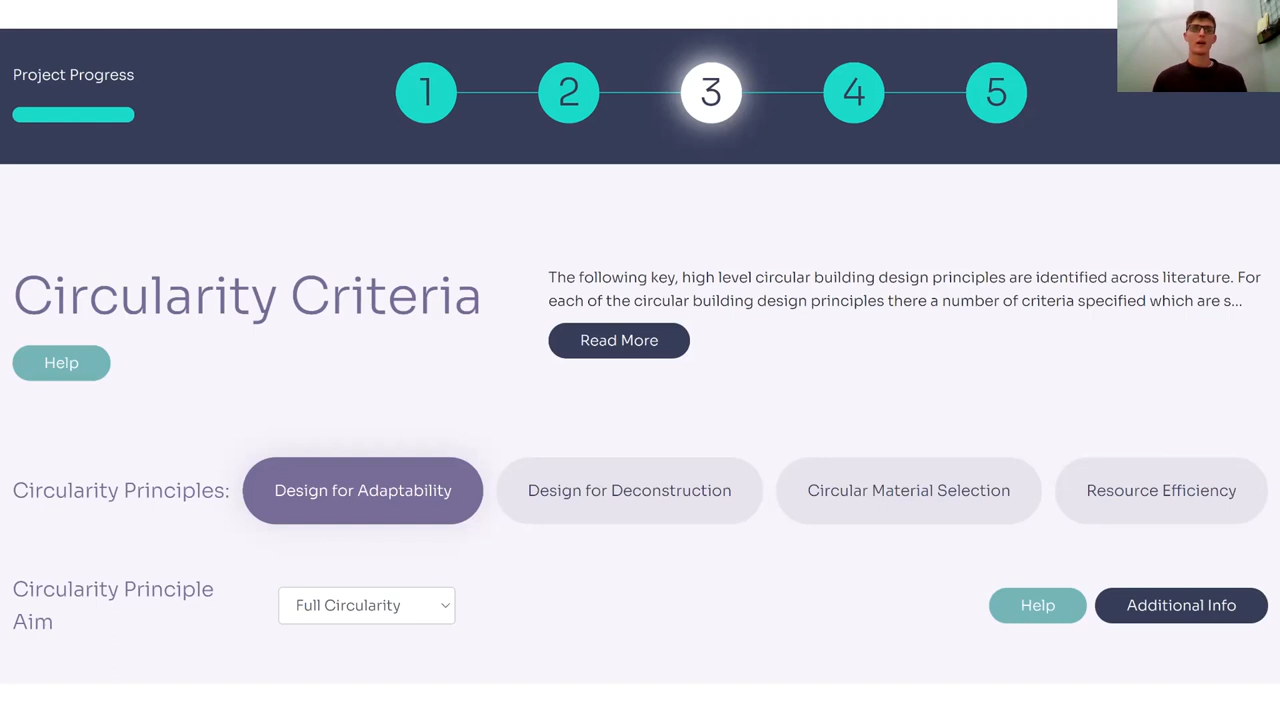 Project Progress
1 2 3 4 5
Circularity Criteria
The following key, high level circular building design principles are identified across literature. For
each of the circular building design principles there a number of criteria specified which are s...
Read More
Help
Circularity Principles:
Design for Adaptability
Design for Deconstruction
Circular Material Selection
Resource Efficiency
Circularity Principle
Aim
Full Circularity
Help
Additional Info